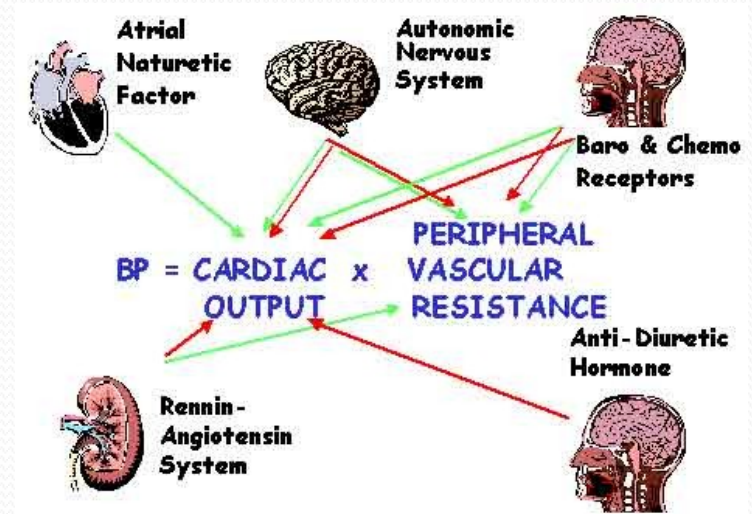 Atrial
Naturetic
Factor
Autonomic
Nervous
System
Baro & Chemo
Receptors
PERIPHERAL
BP = CARDIAC x VASCULAR
OUTPUT RESISTANCE
Anti-Diuretic
Hormone
Rennin-
Angiotensin
System